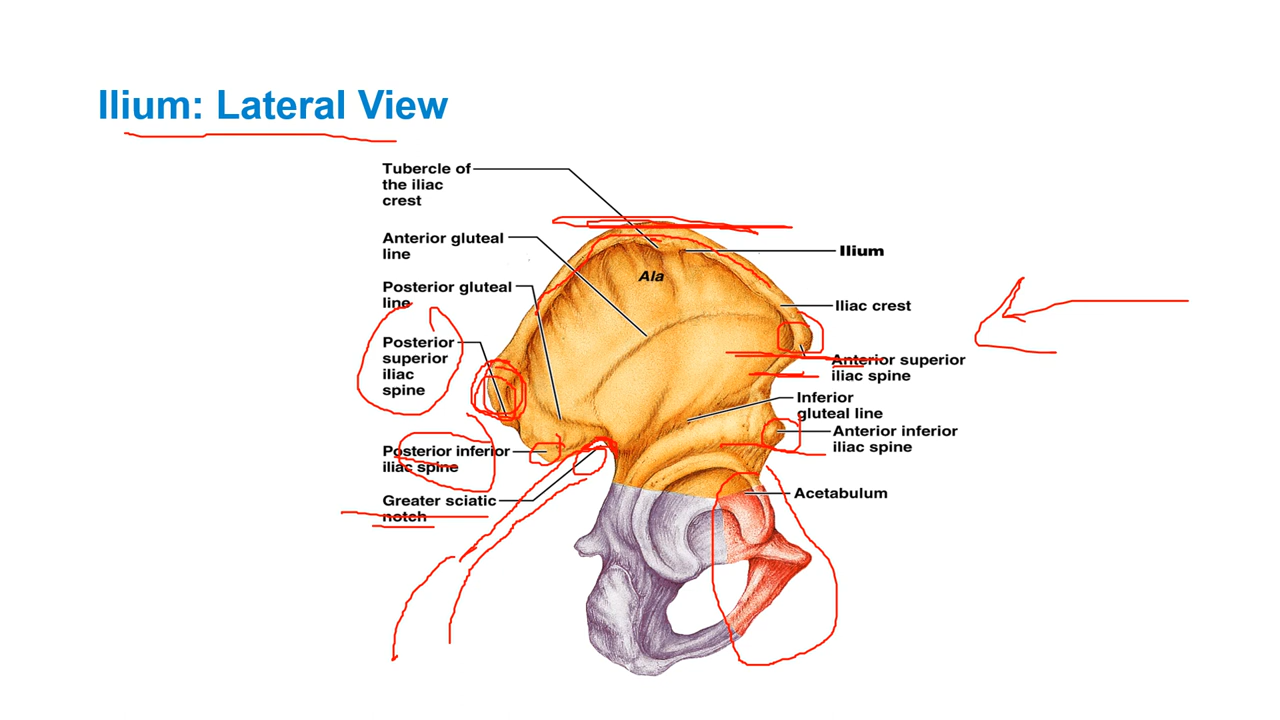 Ilium: Lateral View
Tubercle of
the iliac
crest
Anterior gluteal
line
Posterior gluteal
line
Posterior
superior
iliac
spine
Posterior inferior
iliac spine
Greater sciatic
notch
Ala
Ilium
Iliac crest
Anterior superior
iliac spine
Inferior
gluteal line
Anterior inferior
iliac spine
Acetabulum